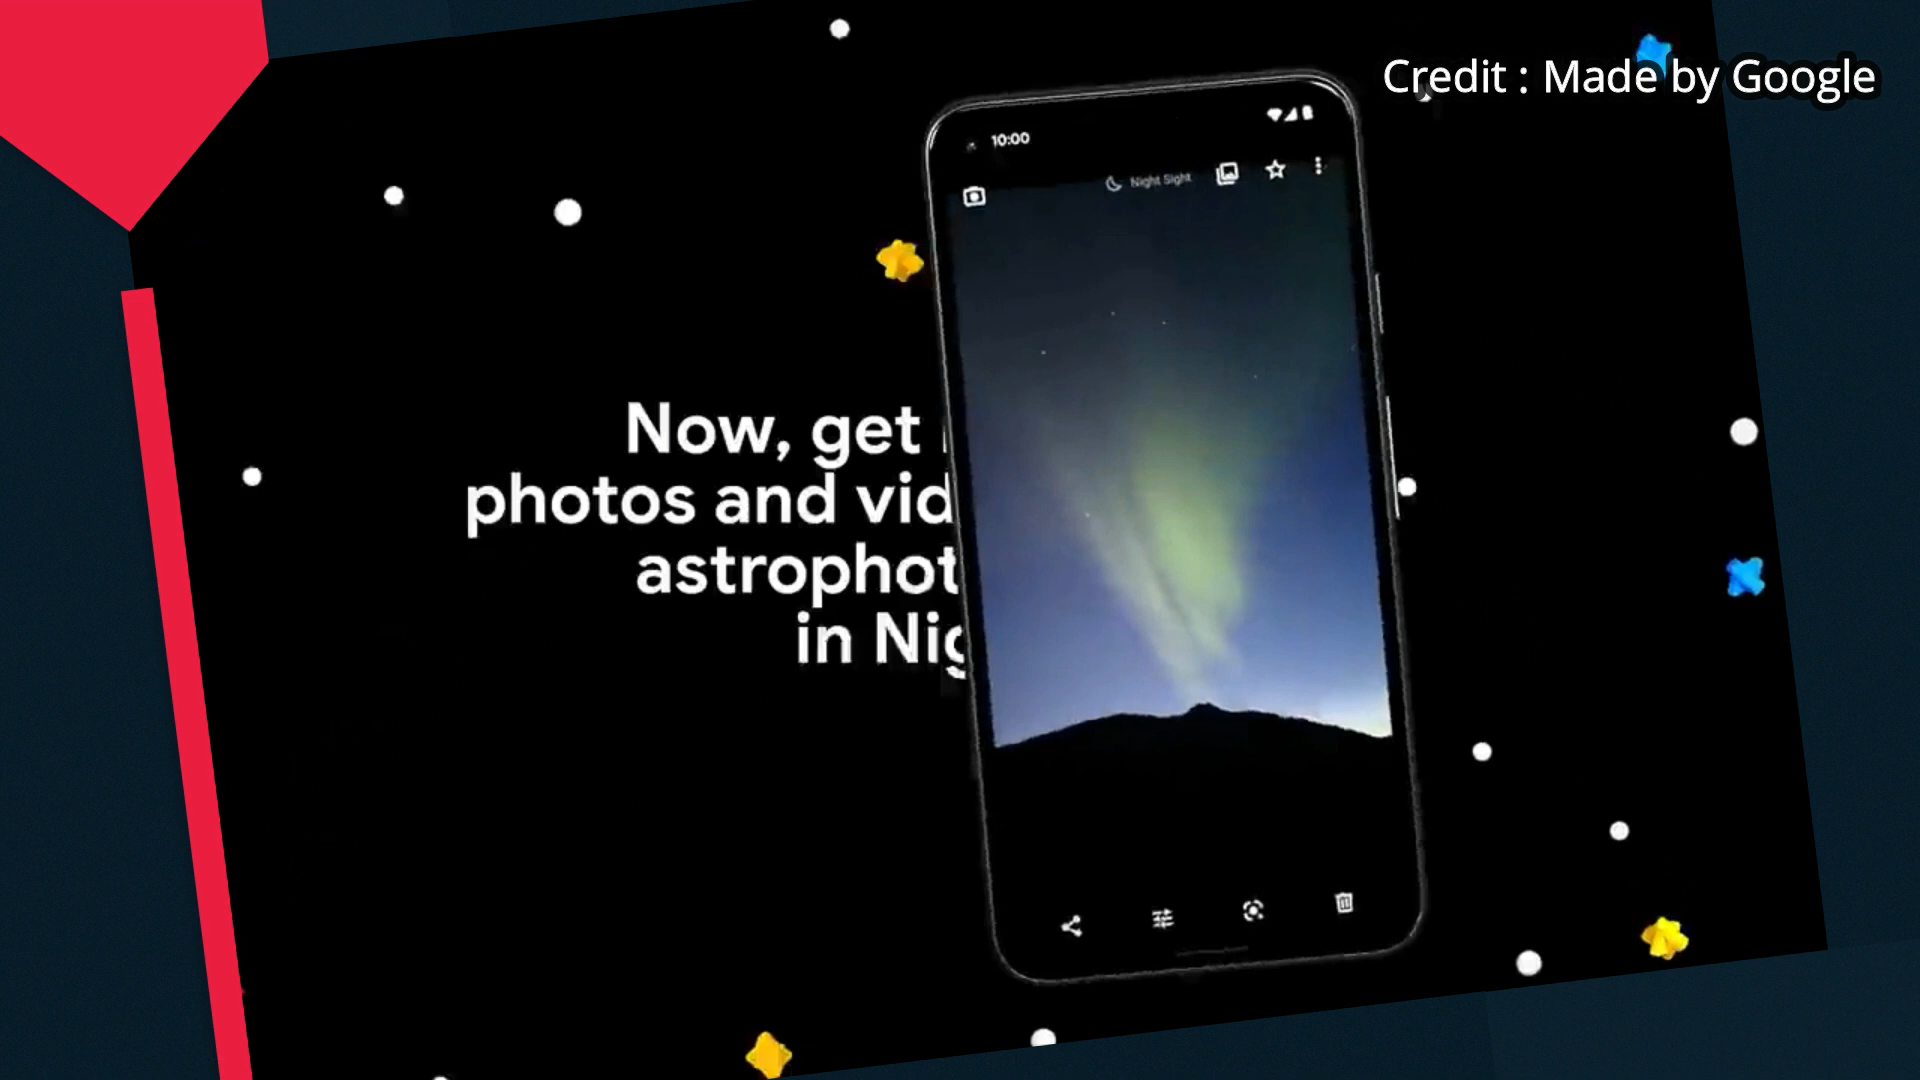 Credit : Made by Google
10:00
Night Sight
Now, get
photos and vid
astrophot
in Nig